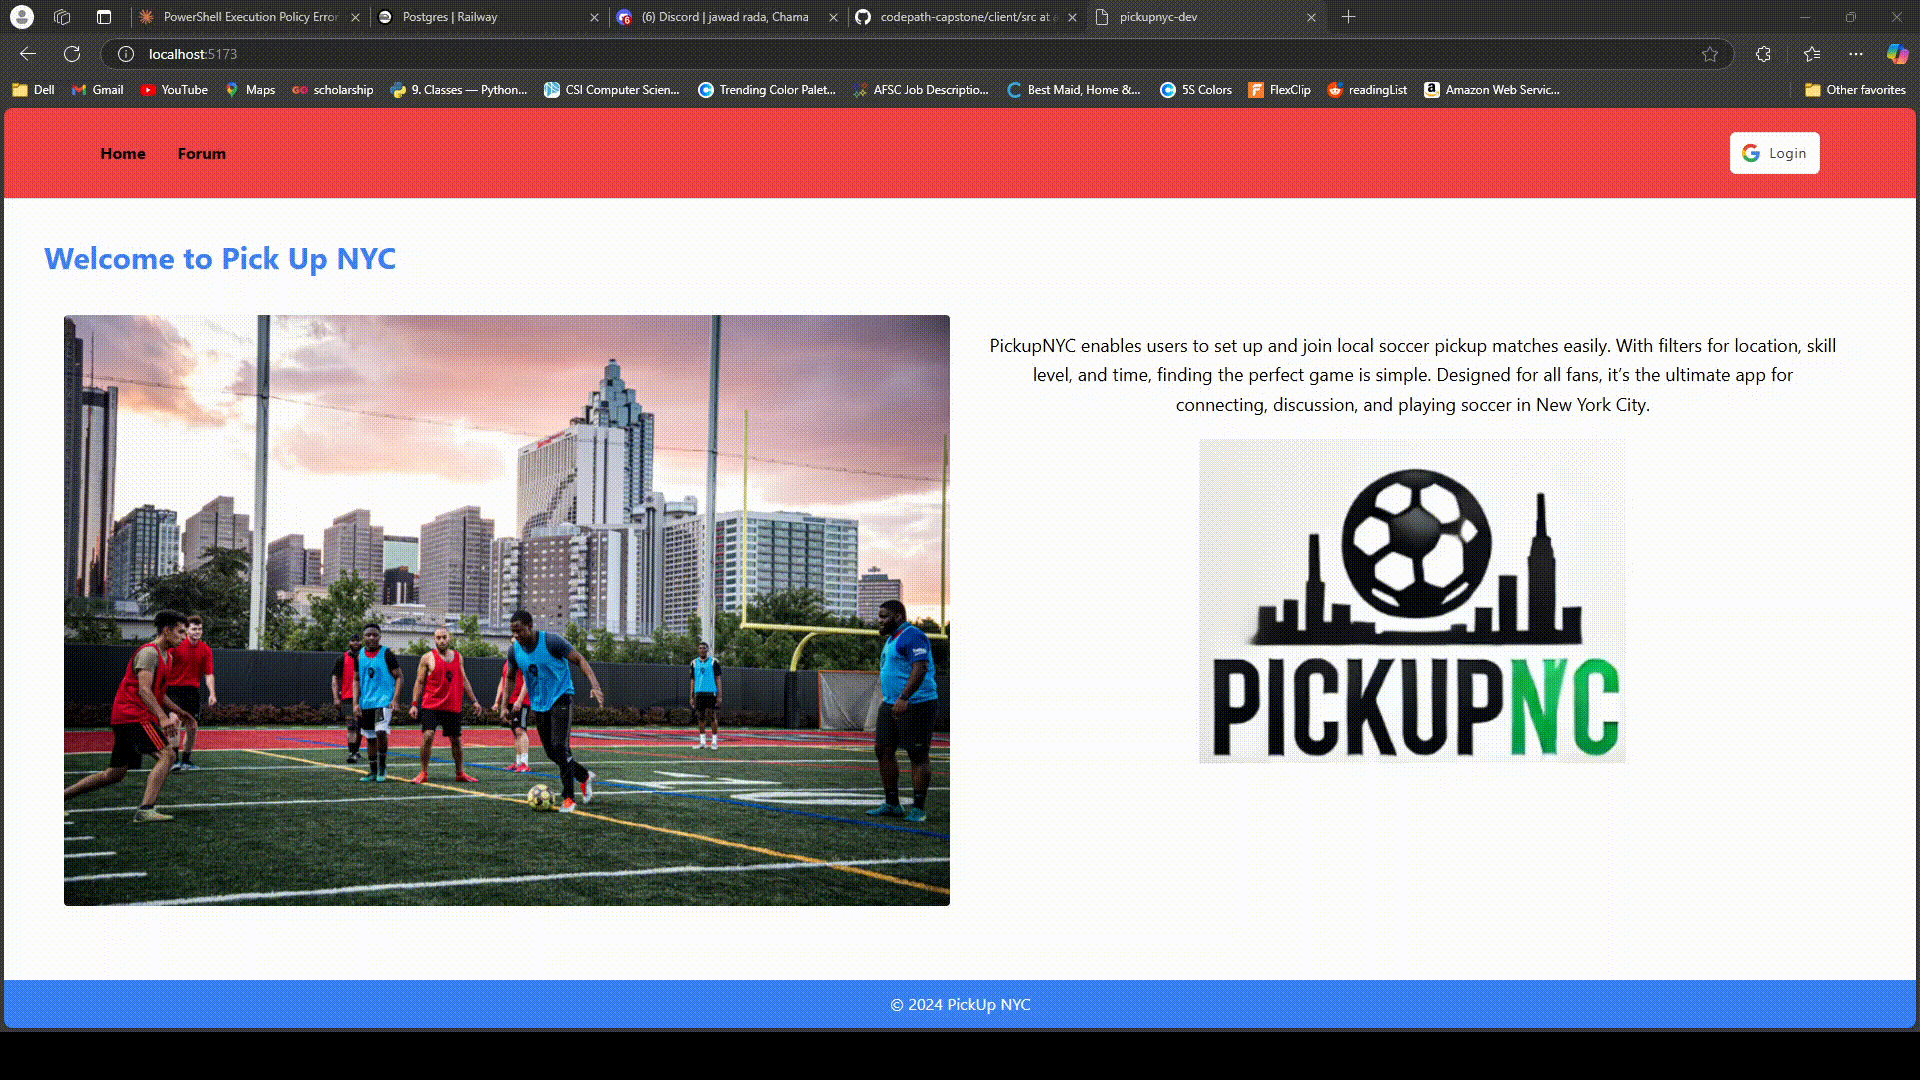 PowerShell Execution Policy Error
Postgres | Railway
(6) Discord | jawad rada, Chama
codepath-capstone/client/src at a
pickupnyc-dev
localhost:5173
Dell
Gmail
YouTube
Maps
scholarship
9. Classes — Python...
CSI Computer Scien...
Trending Color Palet...
AFSC Job Descriptio...
Best Maid, Home &...
5S Colors
FlexClip
readingList
Amazon Web Servic...
Other favorites
Home
Forum
Login
Welcome to Pick Up NYC
PickupNYC enables users to set up and join local soccer pickup matches easily. With filters for location, skill
level, and time, finding the perfect game is simple. Designed for all fans, it’s the ultimate app for
connecting, discussion, and playing soccer in New York City.
PICKUPNYC
© 2024 PickUp NYC